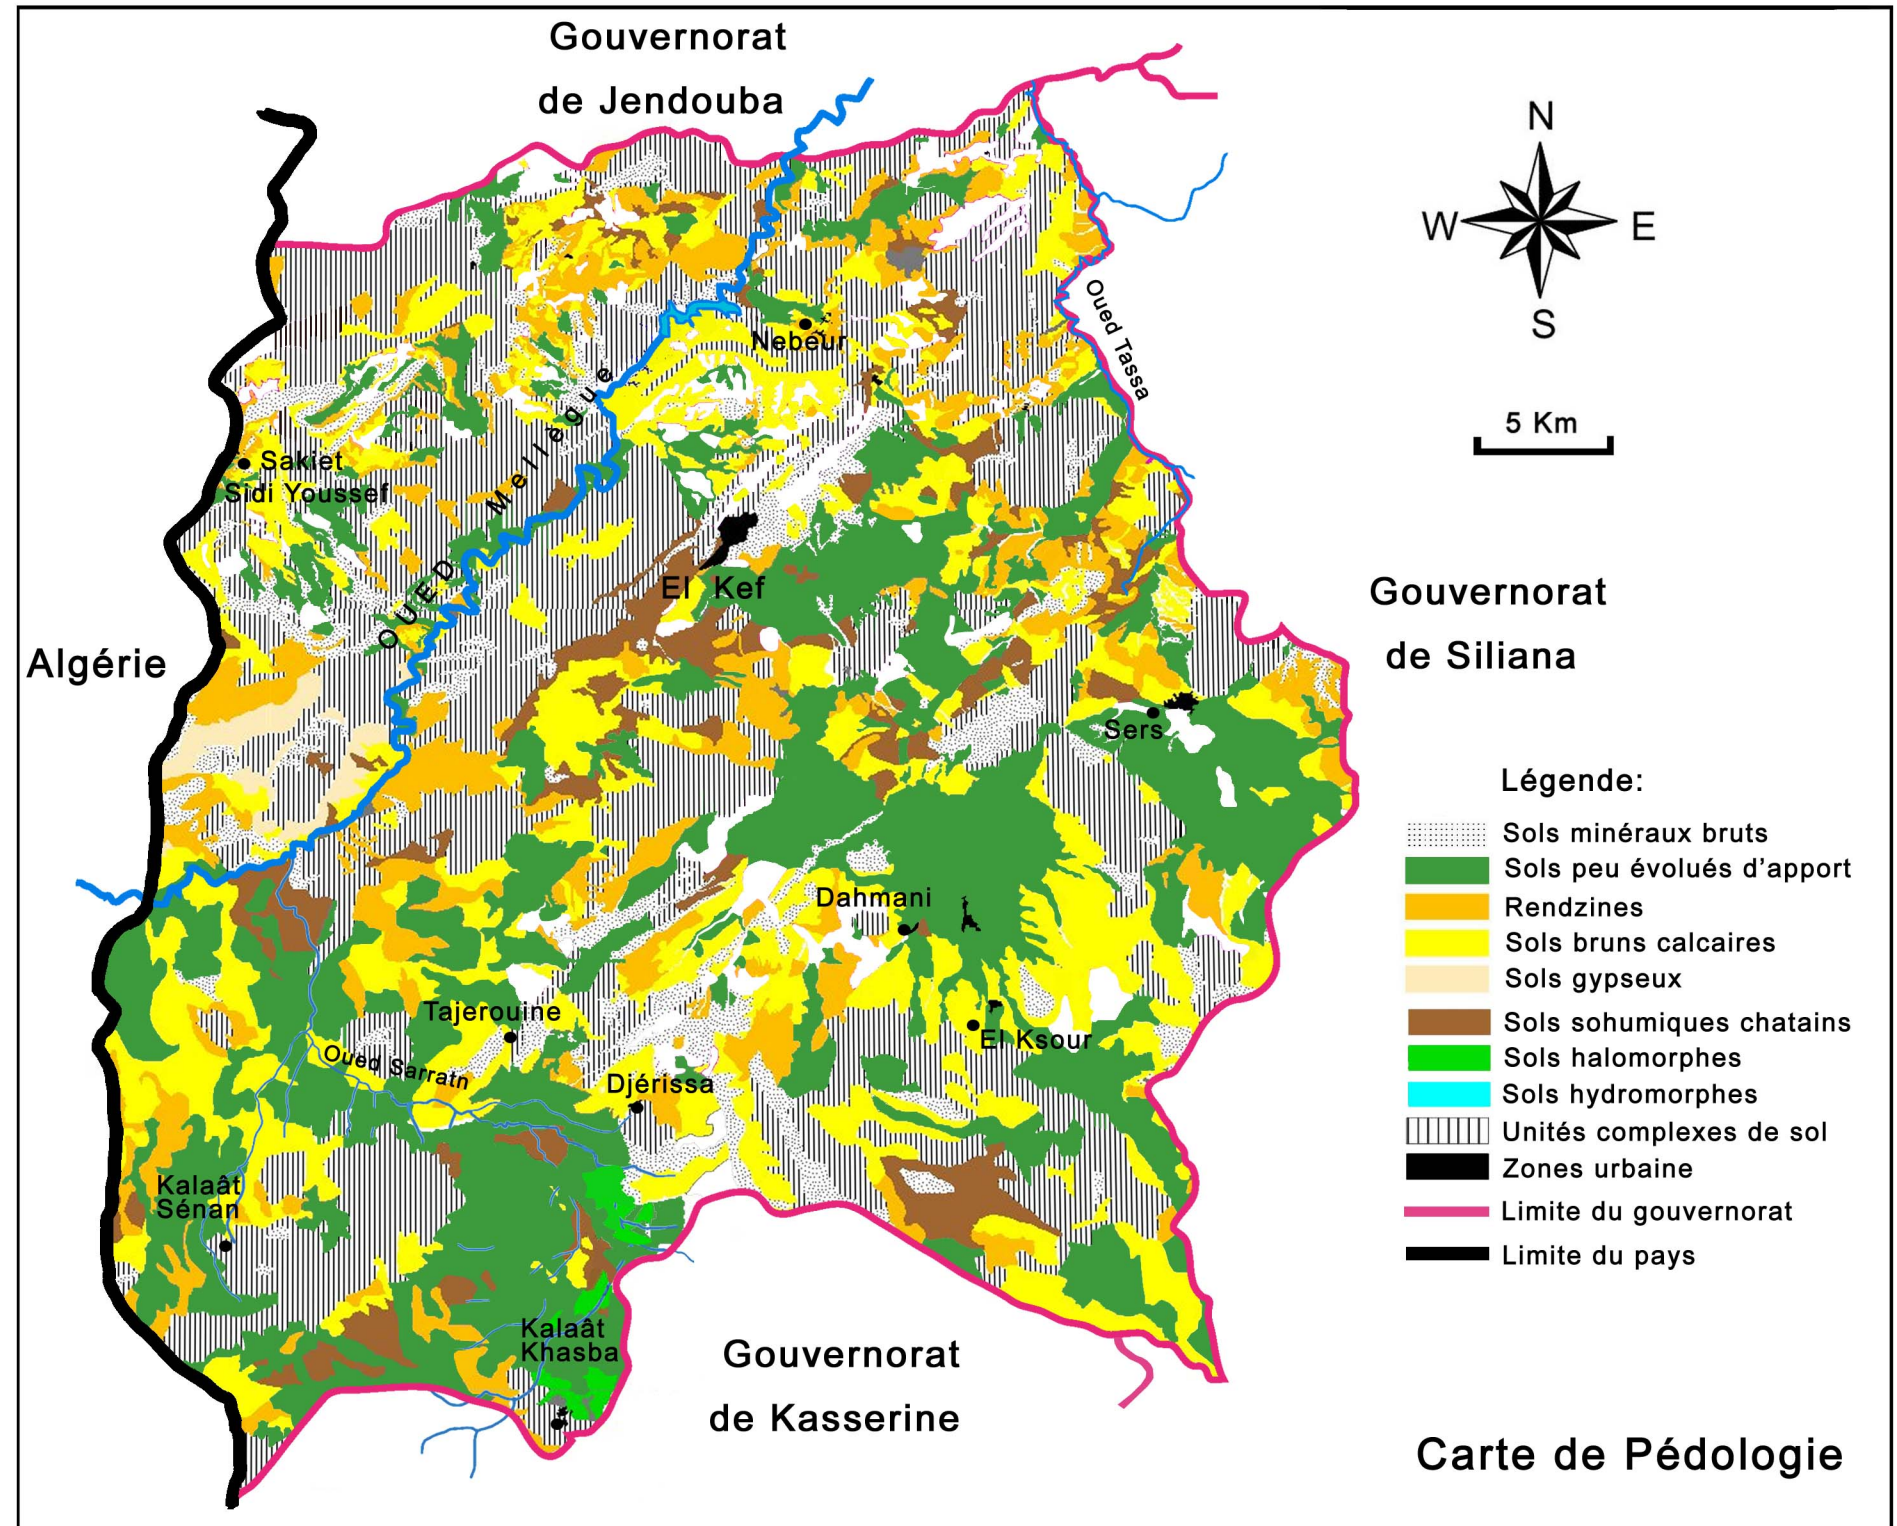 Gouvernorat
de Jendouba
N
W
E
S
Oued Tassa
Nebeur
5 Km
OUED Mellègue
Sakiet
Sidi Youssef
El Kef
Gouvernorat
de Siliana
Algérie
Sers
Légende:
Sols minéraux bruts
Sols peu évolués d'apport
Rendzines
Sols bruns calcaires
Sols gypseux
Sols sohumiques chatains
Sols halomorphes
Sols hydromorphes
Unités complexes de sol
Zones urbaine
Limite du gouvernorat
Limite du pays
Dahmani
Tajerouine
El Ksour
Oued Sarratn
Djérissa
Kalaât
Sénan
Kalaât
Khasba
Gouvernorat
de Kasserine
Carte de Pédologie